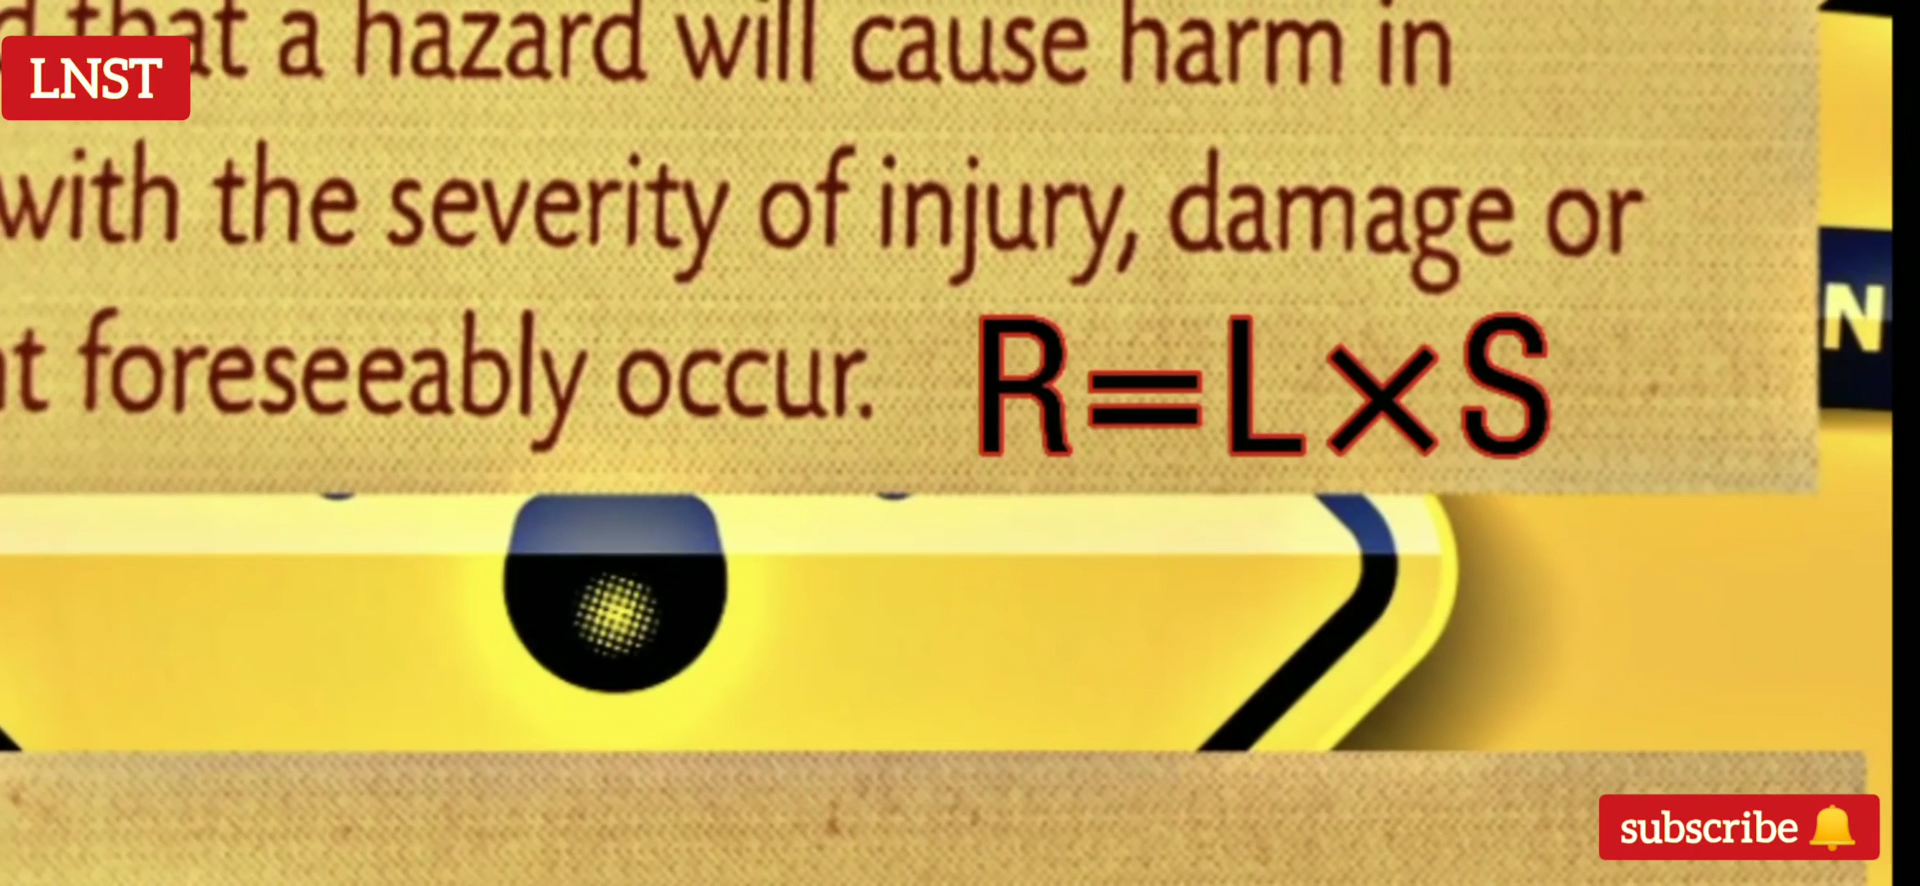 that a hazard will cause harm in
LNST
with the severity of injury, damage or
foreseeably occur. R=L×S
N
subscribe